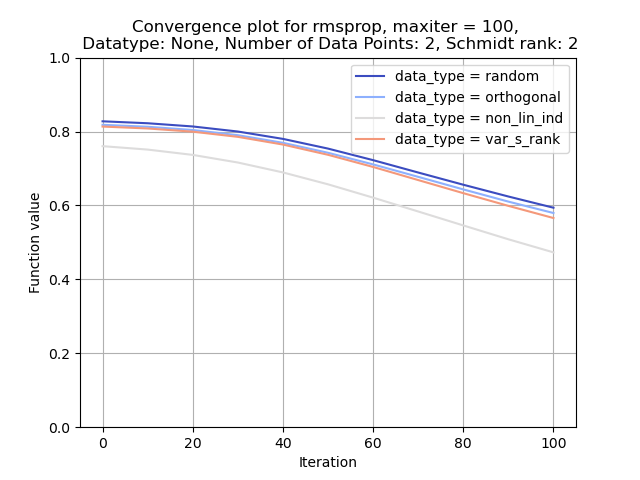 Convergence plot for rmsprop, maxiter = 100,
Datatype: None, Number of Data Points: 2, Schmidt rank: 2
data_type = random
data_type = orthogonal
data_type = non_lin_ind
data_type = var_s_rank
Function value
1.0
0.8
0.6
0.4
0.2
0.0
0 20 40 60 80 100
Iteration